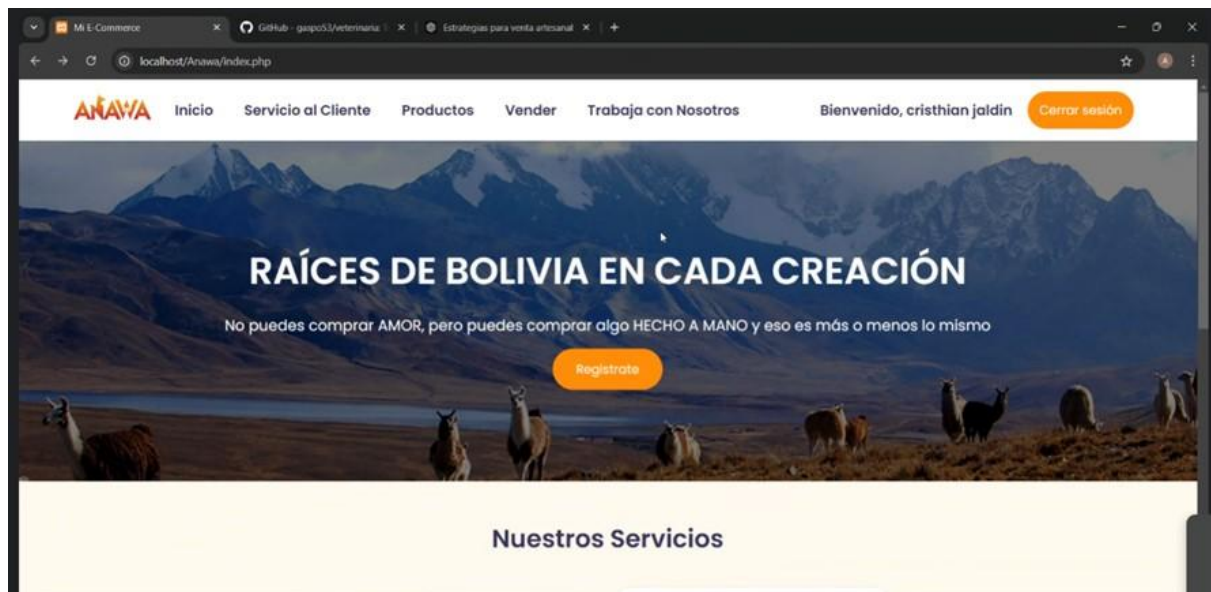 Mi E-Commerce
GitHub - gaspo53/veterinaria:
Estrategias para venta artesanal
localhost/Anawa/index.php
AÑAWA
Inicio
Servicio al Cliente
Productos
Vender
Trabaja con Nosotros
Bienvenido, cristhian jaldin
Cerrar sesión
RAÍCES DE BOLIVIA EN CADA CREACIÓN
No puedes comprar AMOR, pero puedes comprar algo HECHO A MANO y eso es más o menos lo mismo
Registrate
Nuestros Servicios